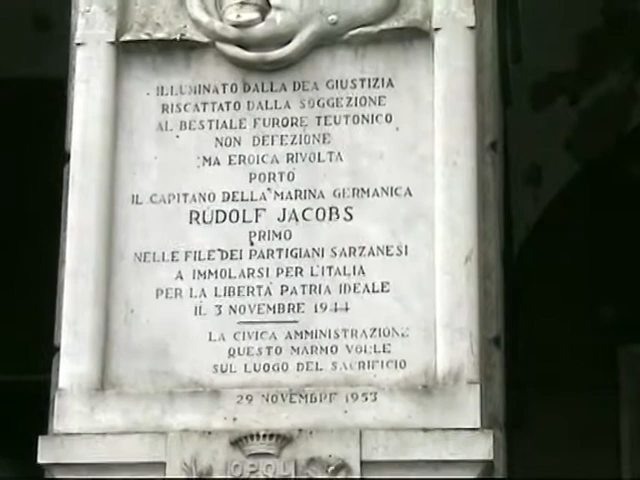 ILLUMINATO DALLA DEA GIUSTIZIA
RISCATTATO DALLA SOGGEZIONE
AL BESTIALE FURORE TEUTONICO
NON DEFEZIONE
MA EROICA RIVOLTA
PORTÒ
IL CAPITANO DELLA MARINA GERMANICA
RUDOLF JACOBS
PRIMO
NELLE FILE DEI PARTIGIANI SARZANESI
A IMMOLARSI PER L'ITALIA
PER LA LIBERTÀ PATRIA IDEALE
IL 3 NOVEMBRE 1944
LA CIVICA AMMINISTRAZIONE
QUESTO MARMO VOLLE
SUL LUOGO DEL SACRIFICIO
29 NOVEMBRE 1953
OPQL